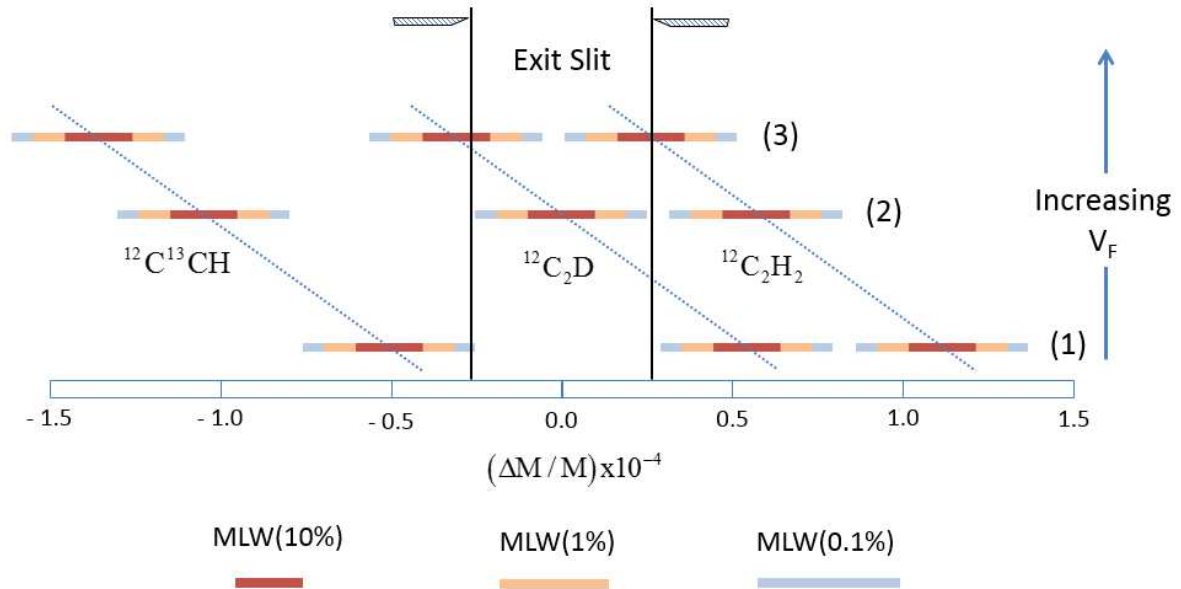 Exit Slit
(3)
(2)
(1)
Increasing
V_F
¹²C¹³CH
¹²C₂D
¹²C₂H₂
- 1.5
- 1.0
- 0.5
0.0
0.5
1.0
1.5
(ΔM / M)x10⁻⁴
MLW(10%)
MLW(1%)
MLW(0.1%)